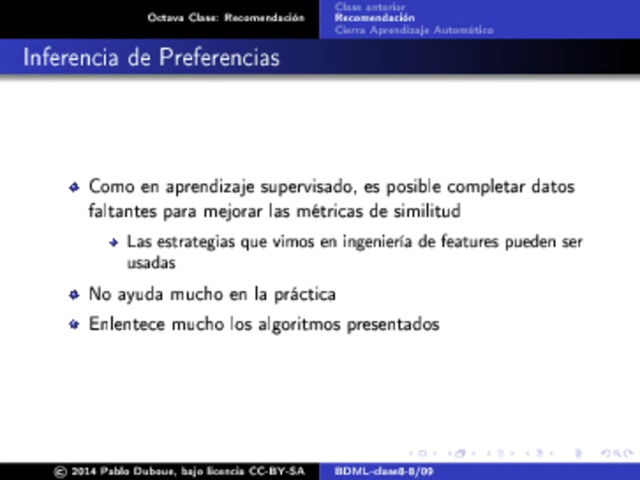 Octava Clase: Recomendación
Clase anterior
Recomendación
Cierra Aprendizaje Automático
Inferencia de Preferencias
Como en aprendizaje supervisado, es posible completar datos
faltantes para mejorar las métricas de similitud
Las estrategias que vimos en ingeniería de features pueden ser
usadas
No ayuda mucho en la práctica
Enlentece mucho los algoritmos presentados
© 2014 Pablo Duboue, bajo licencia CC-BY-SA
BDML-clase8-8/09